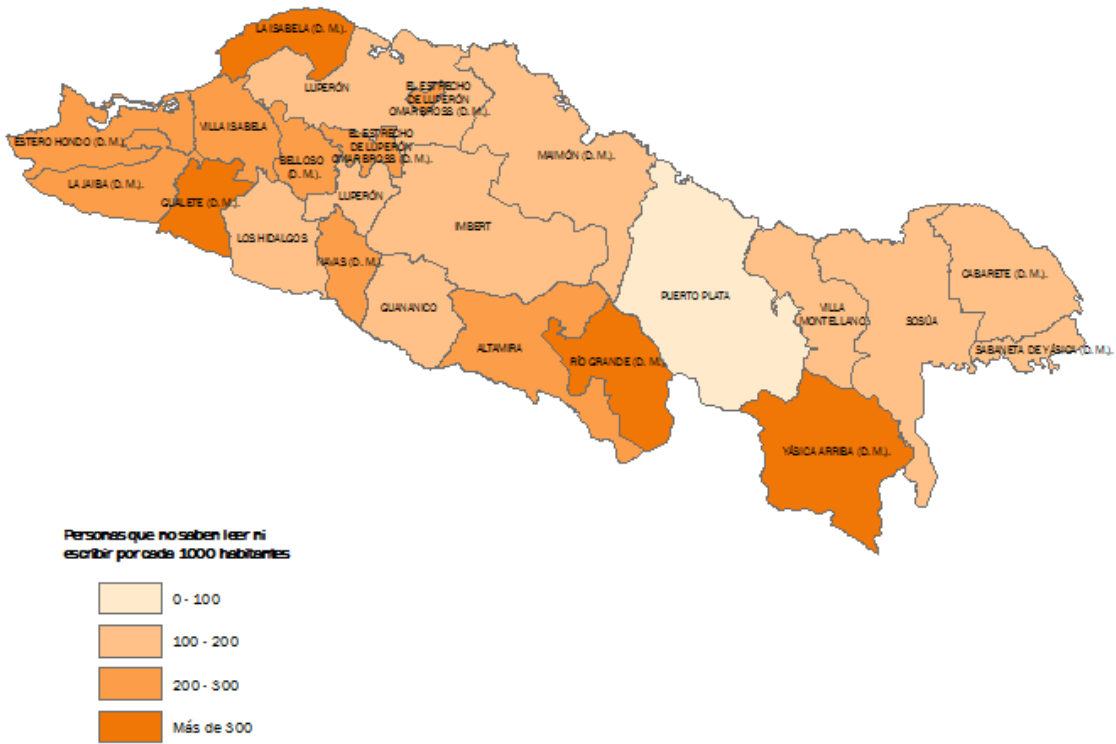 LA ISABELA (D. M.).
LUPERÓN
EL ESTRECHO
DE LUPERÓN
OMAR BROSS (D. M.).
VILLA ISABELA
ESTERO HONDO (D. M.).
EL ESTRECHO
DE LUPERÓN
OMAR BROSS (D. M.).
BELLOSO
(D. M.).
MAIMÓN (D. M.).
LA JAIBA (D. M.).
GUALETE (D. M.).
LUPERÓN
LOS HIDALGOS
IMBERT
NAVAS (D. M.).
CABARETE (D. M.).
PUERTO PLATA
GUANANICO
VILLA
MONTELLANO
SOSÚA
ALTAMIRA
SABANETA DE YÁSICA (D. M.).
RÍO GRANDE (D. M.).
YÁSICA ARRIBA (D. M.).
Personas que no saben leer ni
escribir por cada 1000 habitantes
0 - 100
100 - 200
200 - 300
Más de 300